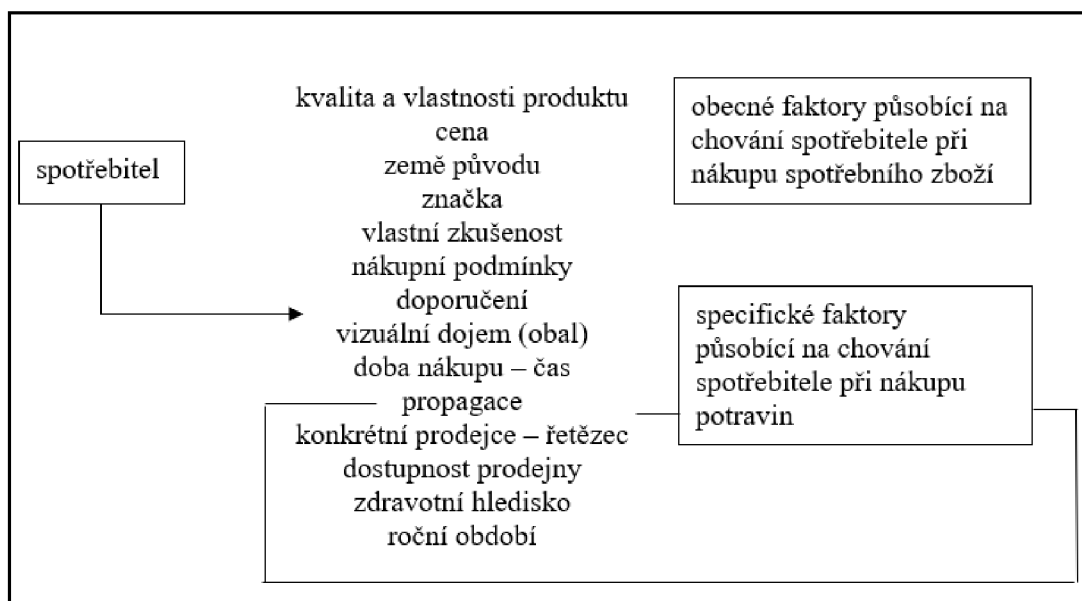 spotřebitel
kvalita a vlastnosti produktu
cena
země původu
značka
vlastní zkušenost
nákupní podmínky
doporučení
vizuální dojem (obal)
doba nákupu – čas
propagace
konkrétní prodejce – řetězec
dostupnost prodejny
zdravotní hledisko
roční období
obecné faktory působící na
chování spotřebitele při
nákupu spotřebního zboží
specifické faktory
působící na chování
spotřebitele při nákupu
potravin